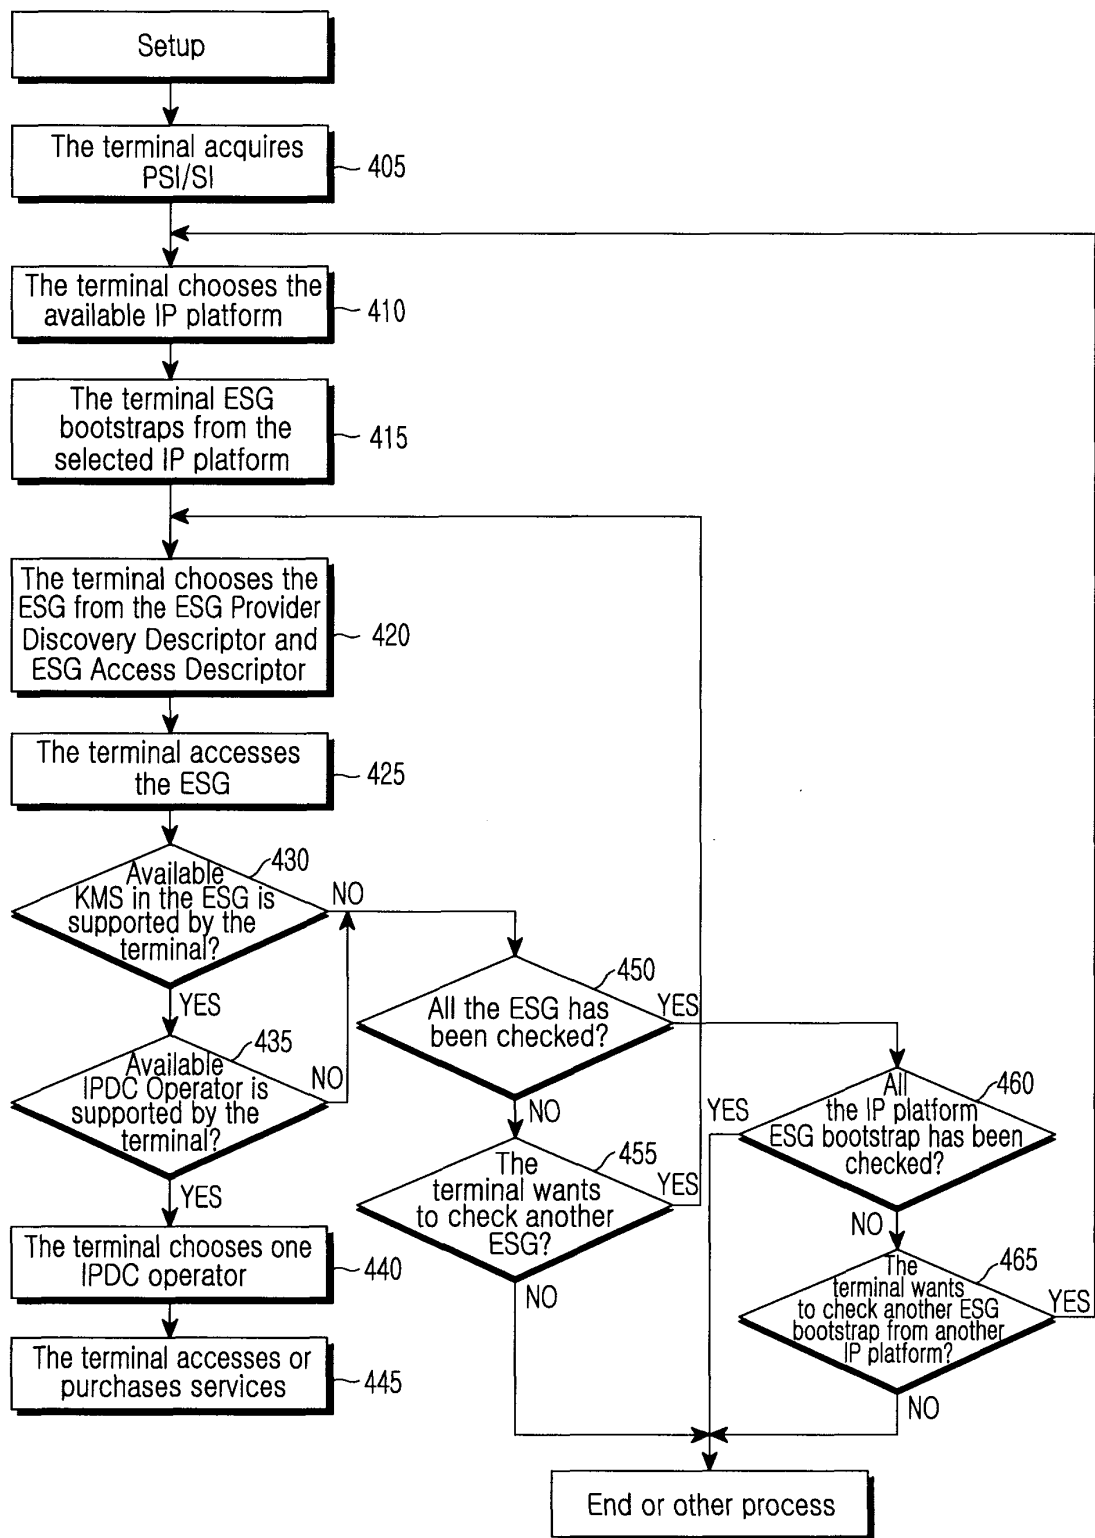 Setup
The terminal acquires
PSI/SI
405
The terminal chooses the
available IP platform
410
The terminal ESG
bootstraps from the
selected IP platform
415
The terminal chooses the
ESG from the ESG Provider
Discovery Descriptor and
ESG Access Descriptor
420
The terminal accesses
the ESG
425
Available
KMS in the ESG is
supported by the
terminal?
430
NO
YES
Available
IPDC Operator is
supported by the
terminal?
435
NO
YES
The terminal chooses one
IPDC operator
440
The terminal accesses or
purchases services
445
All the ESG has
been checked?
450
YES
NO
The
terminal wants
to check another
ESG?
455
YES
NO
All
the IP platform
ESG bootstrap has been
checked?
460
YES
NO
The
terminal wants
to check another ESG
bootstrap from another
IP platform?
465
YES
NO
End or other process